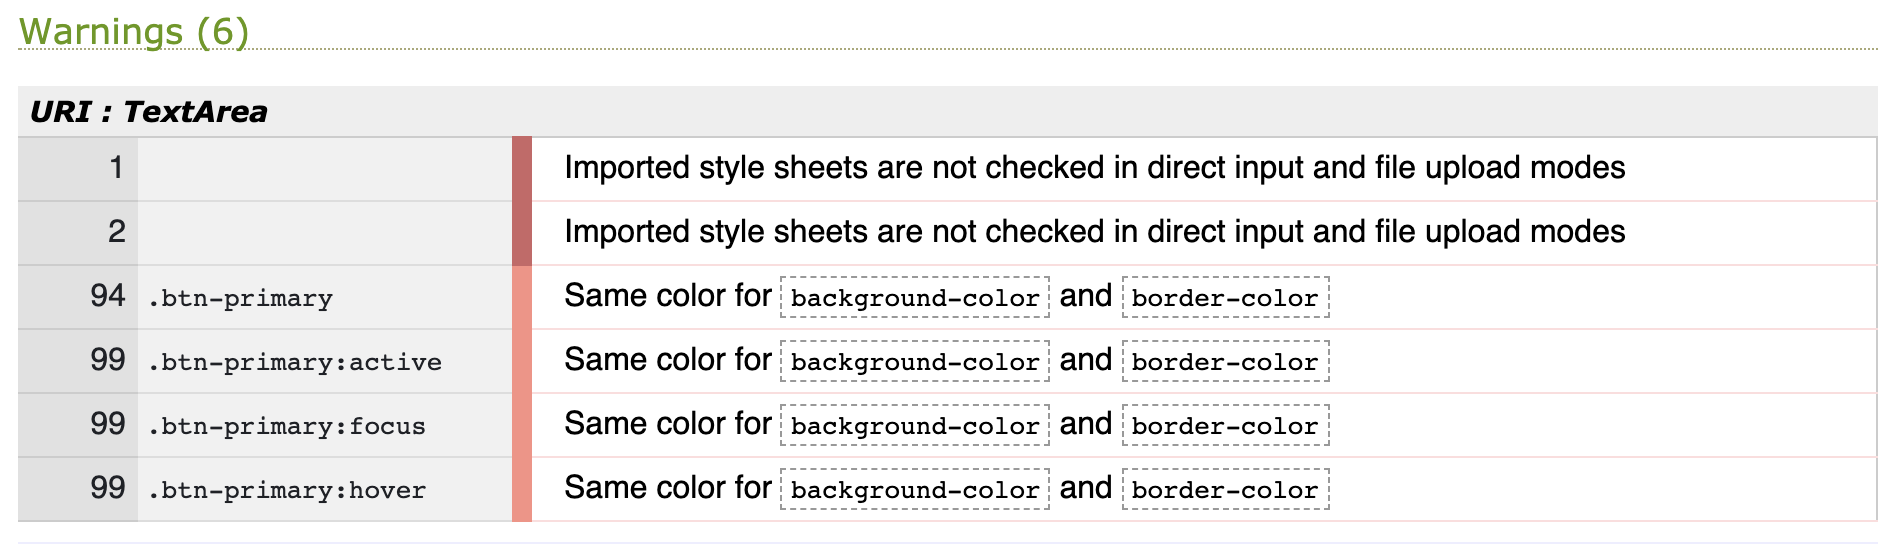 Warnings (6)
URI : TextArea
1 Imported style sheets are not checked in direct input and file upload modes
2 Imported style sheets are not checked in direct input and file upload modes
94 .btn-primary Same color for background-color and border-color
99 .btn-primary:active Same color for background-color and border-color
99 .btn-primary:focus Same color for background-color and border-color
99 .btn-primary:hover Same color for background-color and border-color